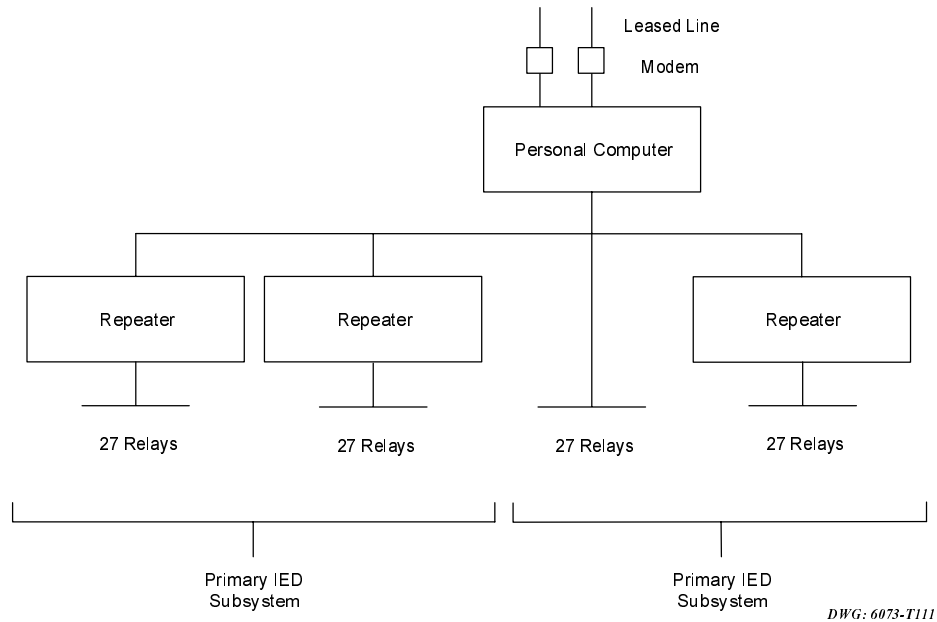 Leased Line
Modem
Personal Computer
Repeater
Repeater
Repeater
27 Relays
27 Relays
27 Relays
27 Relays
Primary IED
Subsystem
Primary IED
Subsystem
DWG: 6073-T111